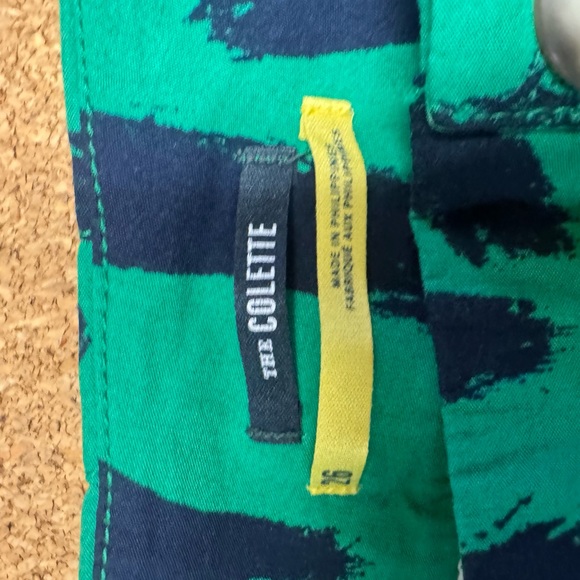 THE COLETTE
MADE IN PHILIPPINES
FABRIQUÉ AUX PHILIPPINES
26